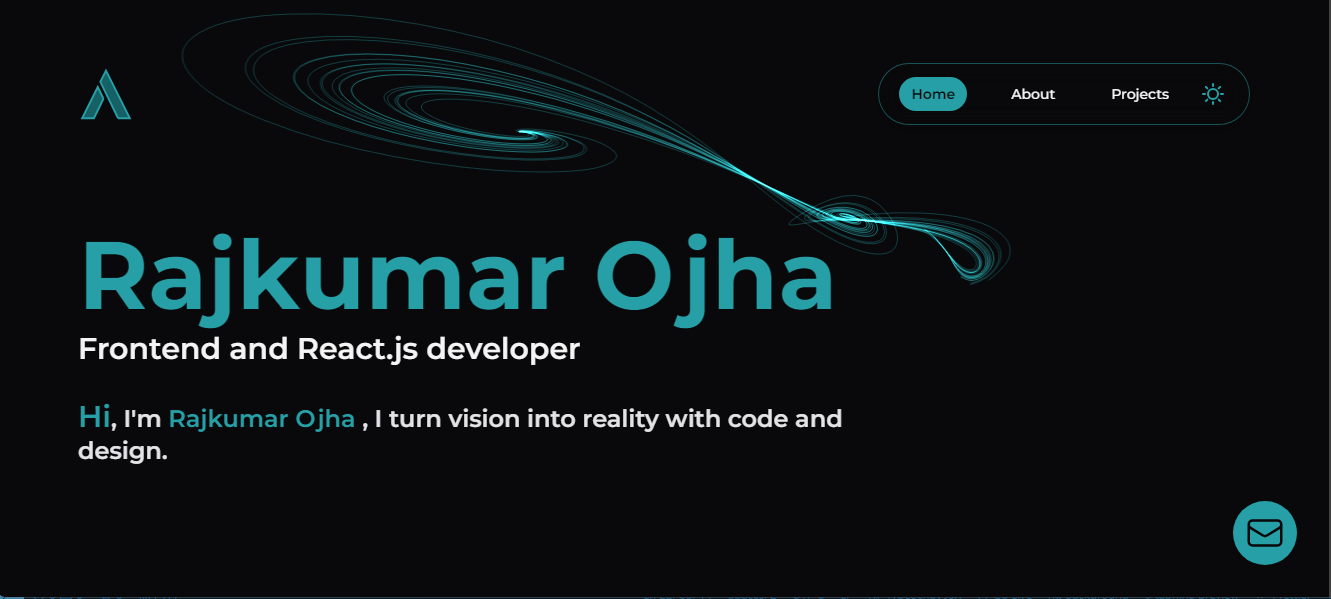 Home About Projects
Rajkumar Ojha
Frontend and React.js developer
Hi, I'm Rajkumar Ojha , I turn vision into reality with code and
design.